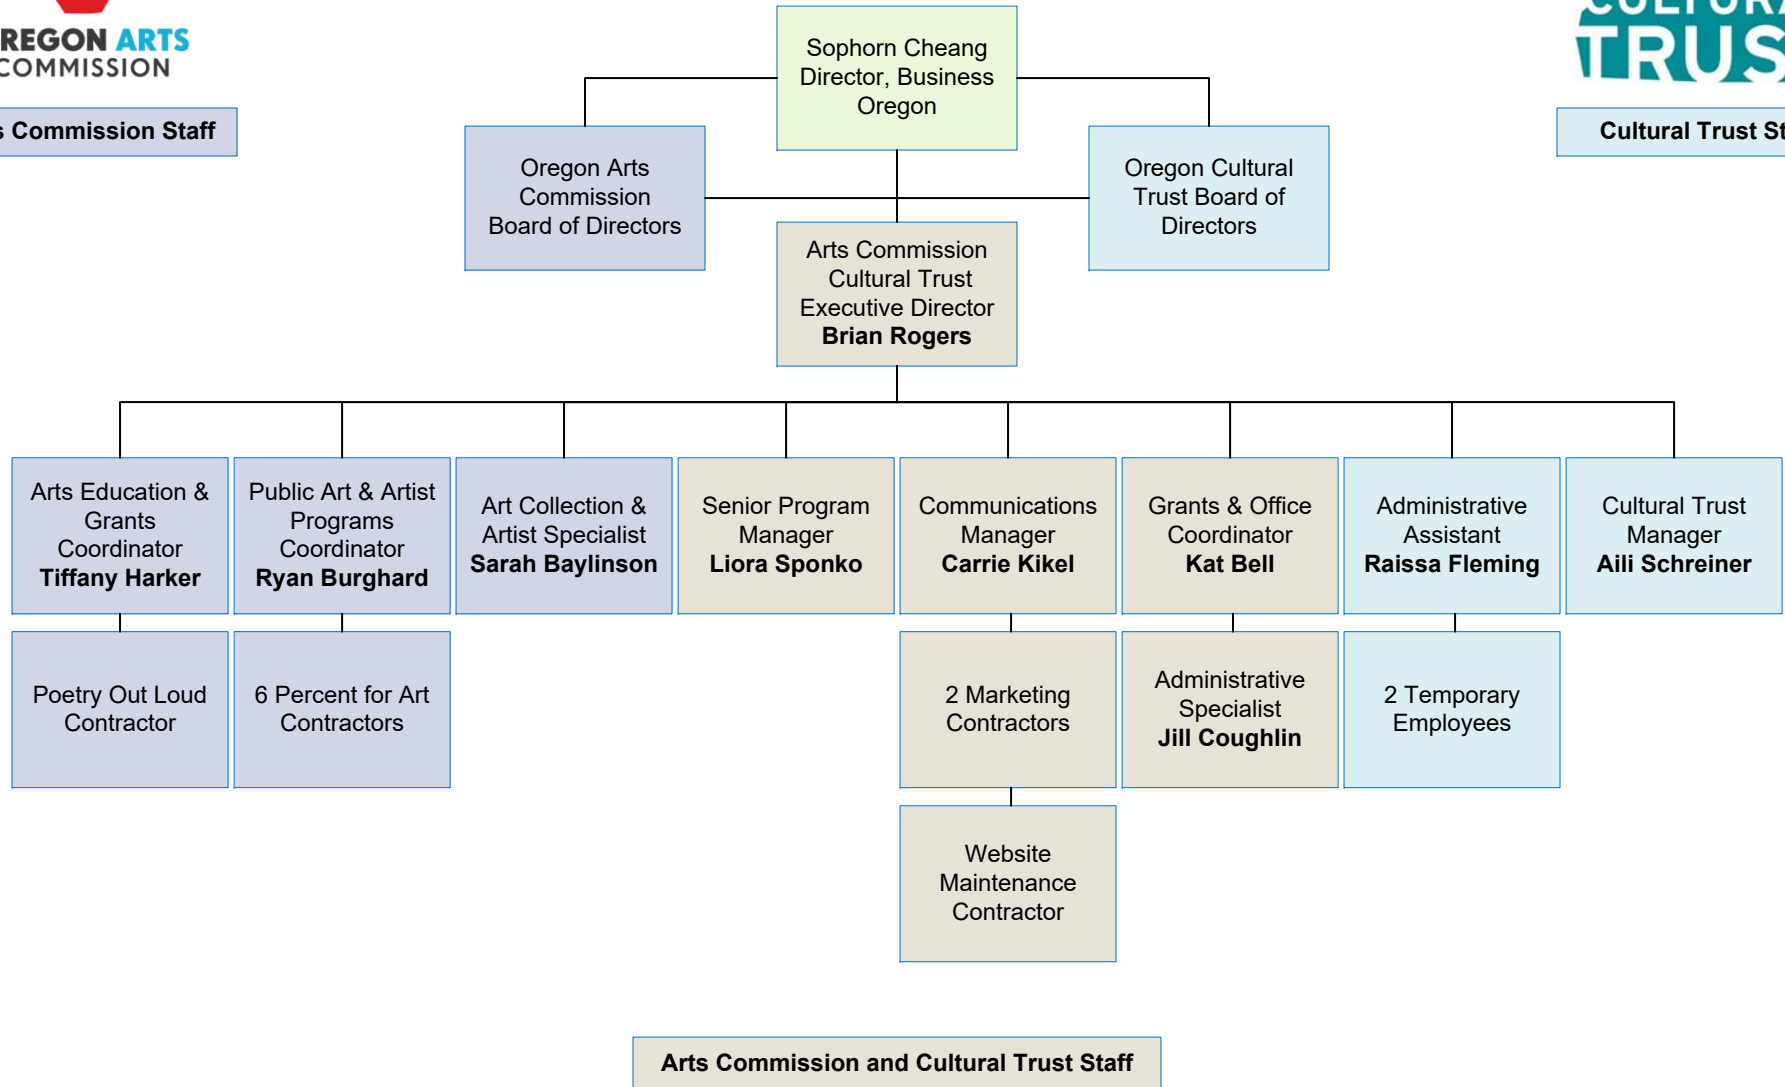 REGON ARTS
COMMISSION
Commission Staff
TRUS
Cultural Trust
Sophorn Cheang
Director, Business
Oregon
Oregon Arts
Commission
Board of Directors
Oregon Cultural
Trust Board of
Directors
Arts Commission
Cultural Trust
Executive Director
Brian Rogers
Arts Education &
Grants
Coordinator
Tiffany Harker
Public Art & Artist
Programs
Coordinator
Ryan Burghard
Art Collection &
Artist Specialist
Sarah Baylinson
Senior Program
Manager
Liora Sponko
Communications
Manager
Carrie Kikel
Grants & Office
Coordinator
Kat Bell
Administrative
Assistant
Raissa Fleming
Cultural Trust
Manager
Aili Schreiner
Poetry Out Loud
Contractor
6 Percent for Art
Contractors
2 Marketing
Contractors
Administrative
Specialist
Jill Coughlin
2 Temporary
Employees
Website
Maintenance
Contractor
Arts Commission and Cultural Trust Staff